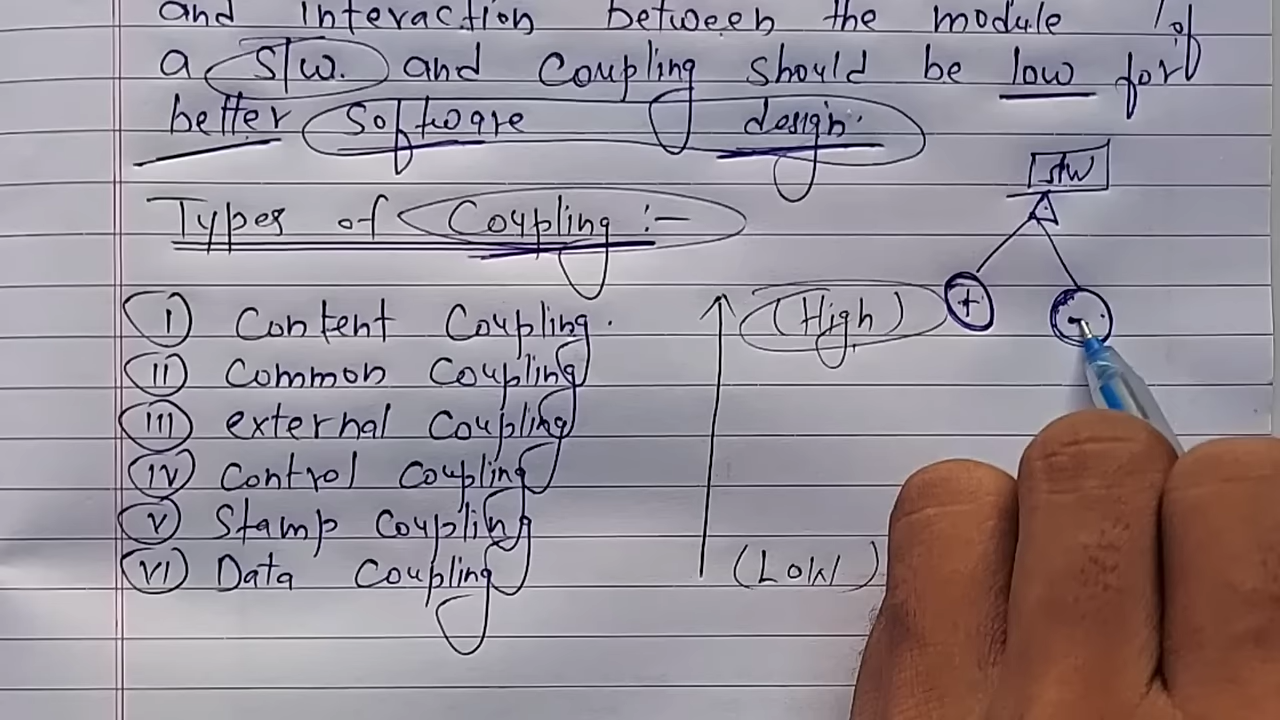 and interaction between the module of
a S/w. and Coupling should be low for
better Software design.
S/W
Types of Coupling :-
(High) + -
I Content Coupling.
II Common Coupling
III external Coupling
IV Control Coupling
V Stamp Coupling
VI Data Coupling
(Low)